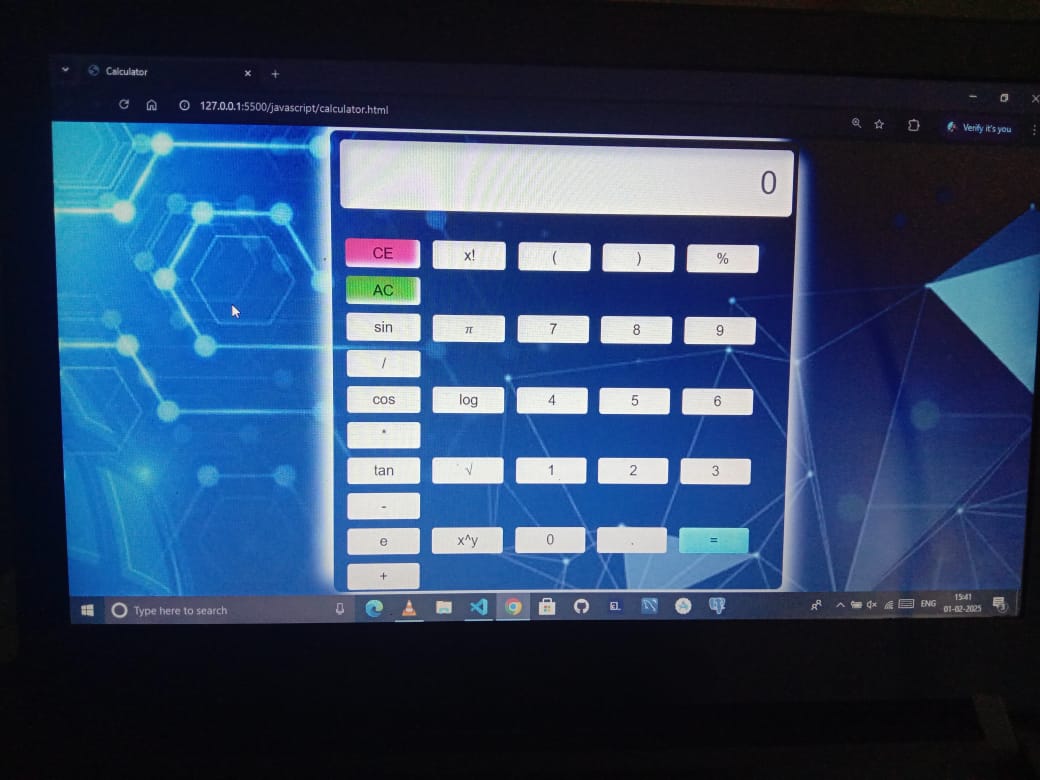 Calculator
127.0.0.1:5500/javascript/calculator.html
Verify it's you
0
CE x! ( ) %
AC
sin π 7 8 9
/
cos log 4 5 6
*
tan √ 1 2 3
-
e x^y 0 . =
+
Type here to search
ENG
15:41
01-02-2025